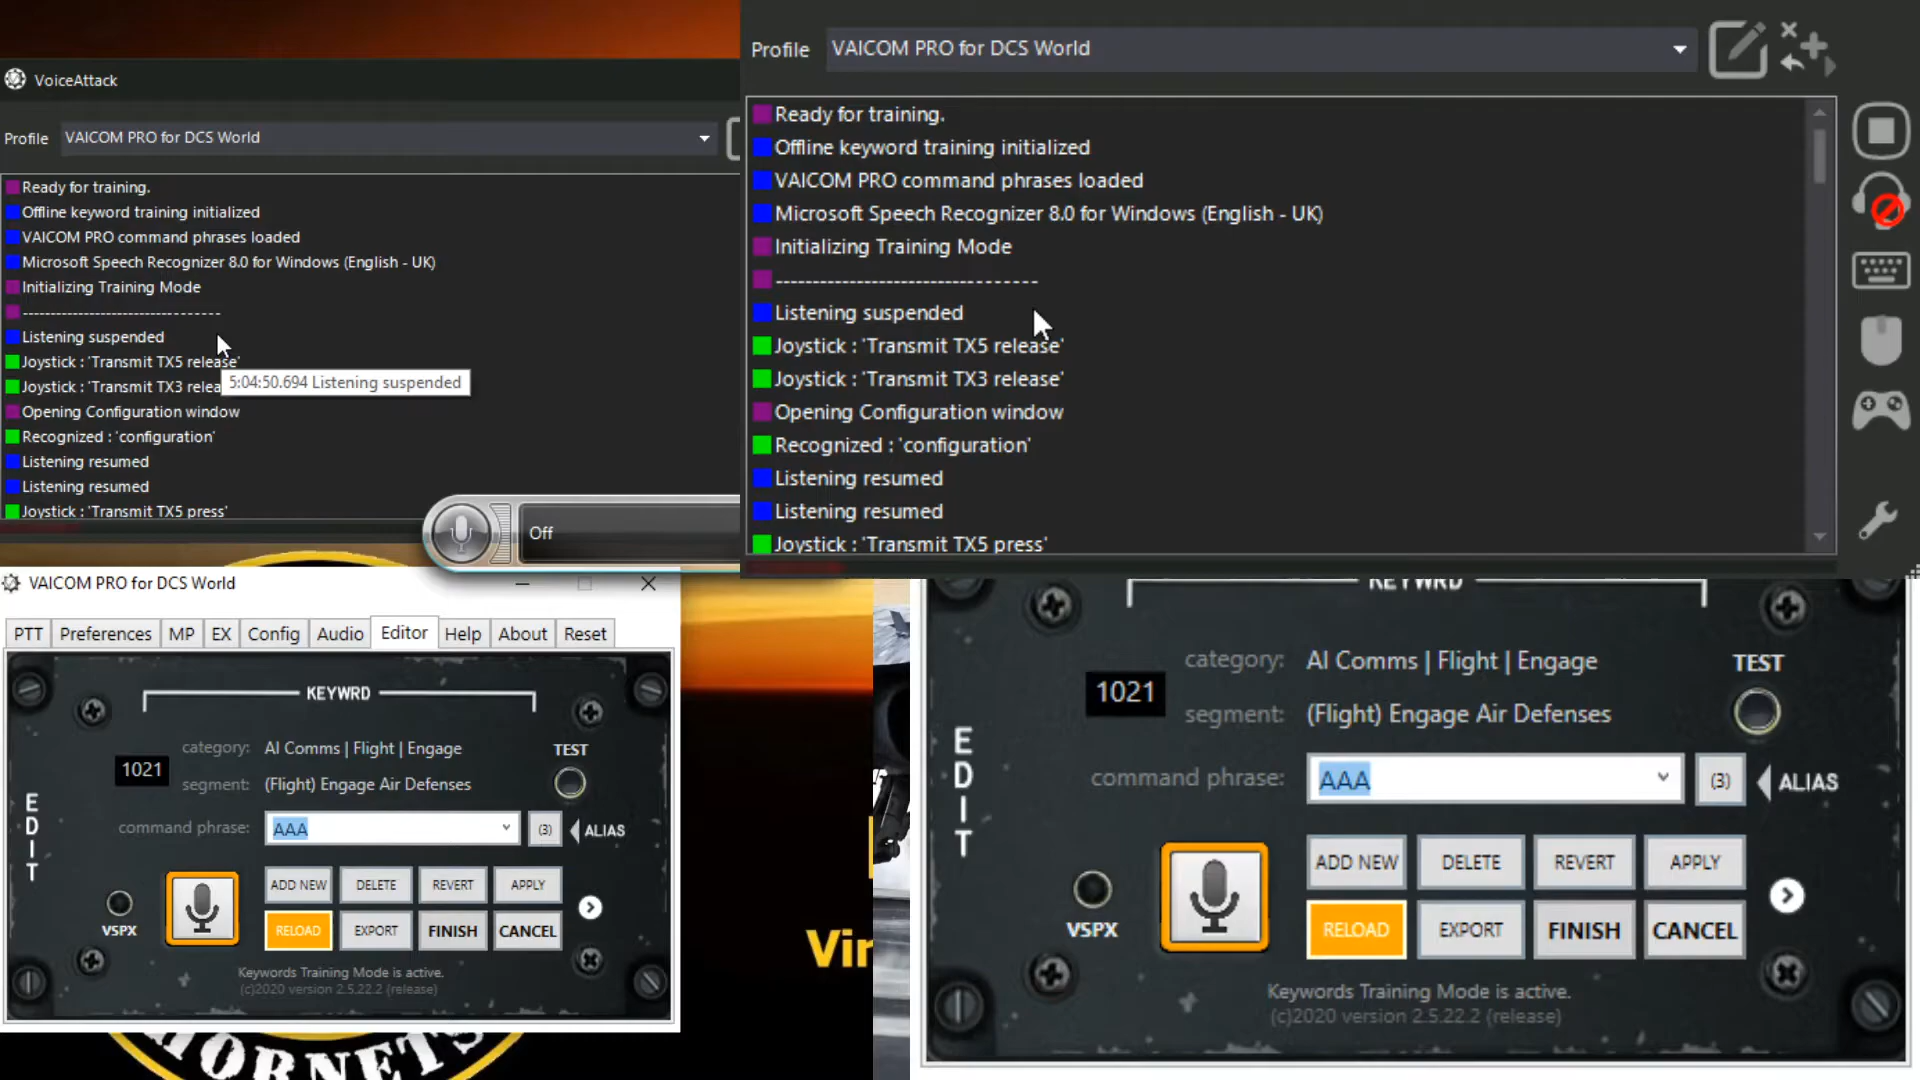 VoiceAttack
Profile VAICOM PRO for DCS World
Ready for training.
Offline keyword training initialized
VAICOM PRO command phrases loaded
Microsoft Speech Recognizer 8.0 for Windows (English - UK)
Initializing Training Mode
----------------------------------
Listening suspended
Joystick : 'Transmit TX5 release'
Joystick : 'Transmit TX3 relea
5:04:50.694 Listening suspended
Opening Configuration window
Recognized : 'configuration'
Listening resumed
Listening resumed
Joystick : 'Transmit TX5 press'
Off
Profile VAICOM PRO for DCS World
Ready for training.
Offline keyword training initialized
VAICOM PRO command phrases loaded
Microsoft Speech Recognizer 8.0 for Windows (English - UK)
Initializing Training Mode
----------------------------------
Listening suspended
Joystick : 'Transmit TX5 release'
Joystick : 'Transmit TX3 release'
Opening Configuration window
Recognized : 'configuration'
Listening resumed
Listening resumed
Joystick : 'Transmit TX5 press'
VAICOM PRO for DCS World
PTT Preferences MP EX Config Audio Editor Help About Reset
KEYWRD
category: AI Comms | Flight | Engage TEST
1021
segment: (Flight) Engage Air Defenses
EDIT
command phrase: AAA (3) ALIAS
ADD NEW DELETE REVERT APPLY
VSPX RELOAD EXPORT FINISH CANCEL
Keywords Training Mode is active.
(c)2020 version 2.5.22.2 (release)
HORNETS
Vir
KEYWRD
category: AI Comms | Flight | Engage TEST
1021
segment: (Flight) Engage Air Defenses
EDIT
command phrase: AAA (3) ALIAS
ADD NEW DELETE REVERT APPLY
VSPX RELOAD EXPORT FINISH CANCEL
Keywords Training Mode is active.
(c)2020 version 2.5.22.2 (release)